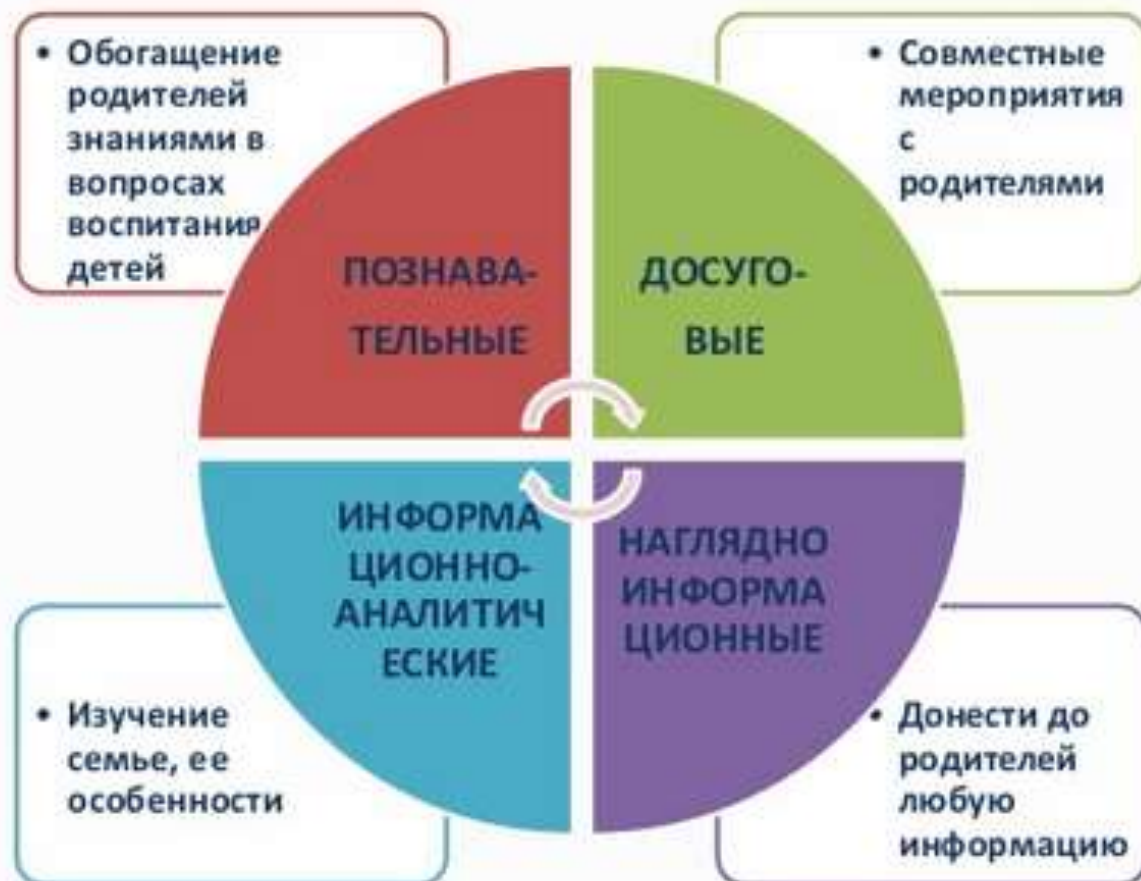 • Обогащение
родителей
знаниями в
вопросах
воспитания
детей
ПОЗНАВА-
ТЕЛЬНЫЕ
• Совместные
мероприятия
с
родителями
ДОСУГО-
ВЫЕ
ИНФОРМА
ЦИОННО-
АНАЛИТИЧ
ЕСКИЕ
• Изучение
семье, ее
особенности
НАГЛЯДНО
ИНФОРМА
ЦИОННЫЕ
• Донести до
родителей
любую
информацию